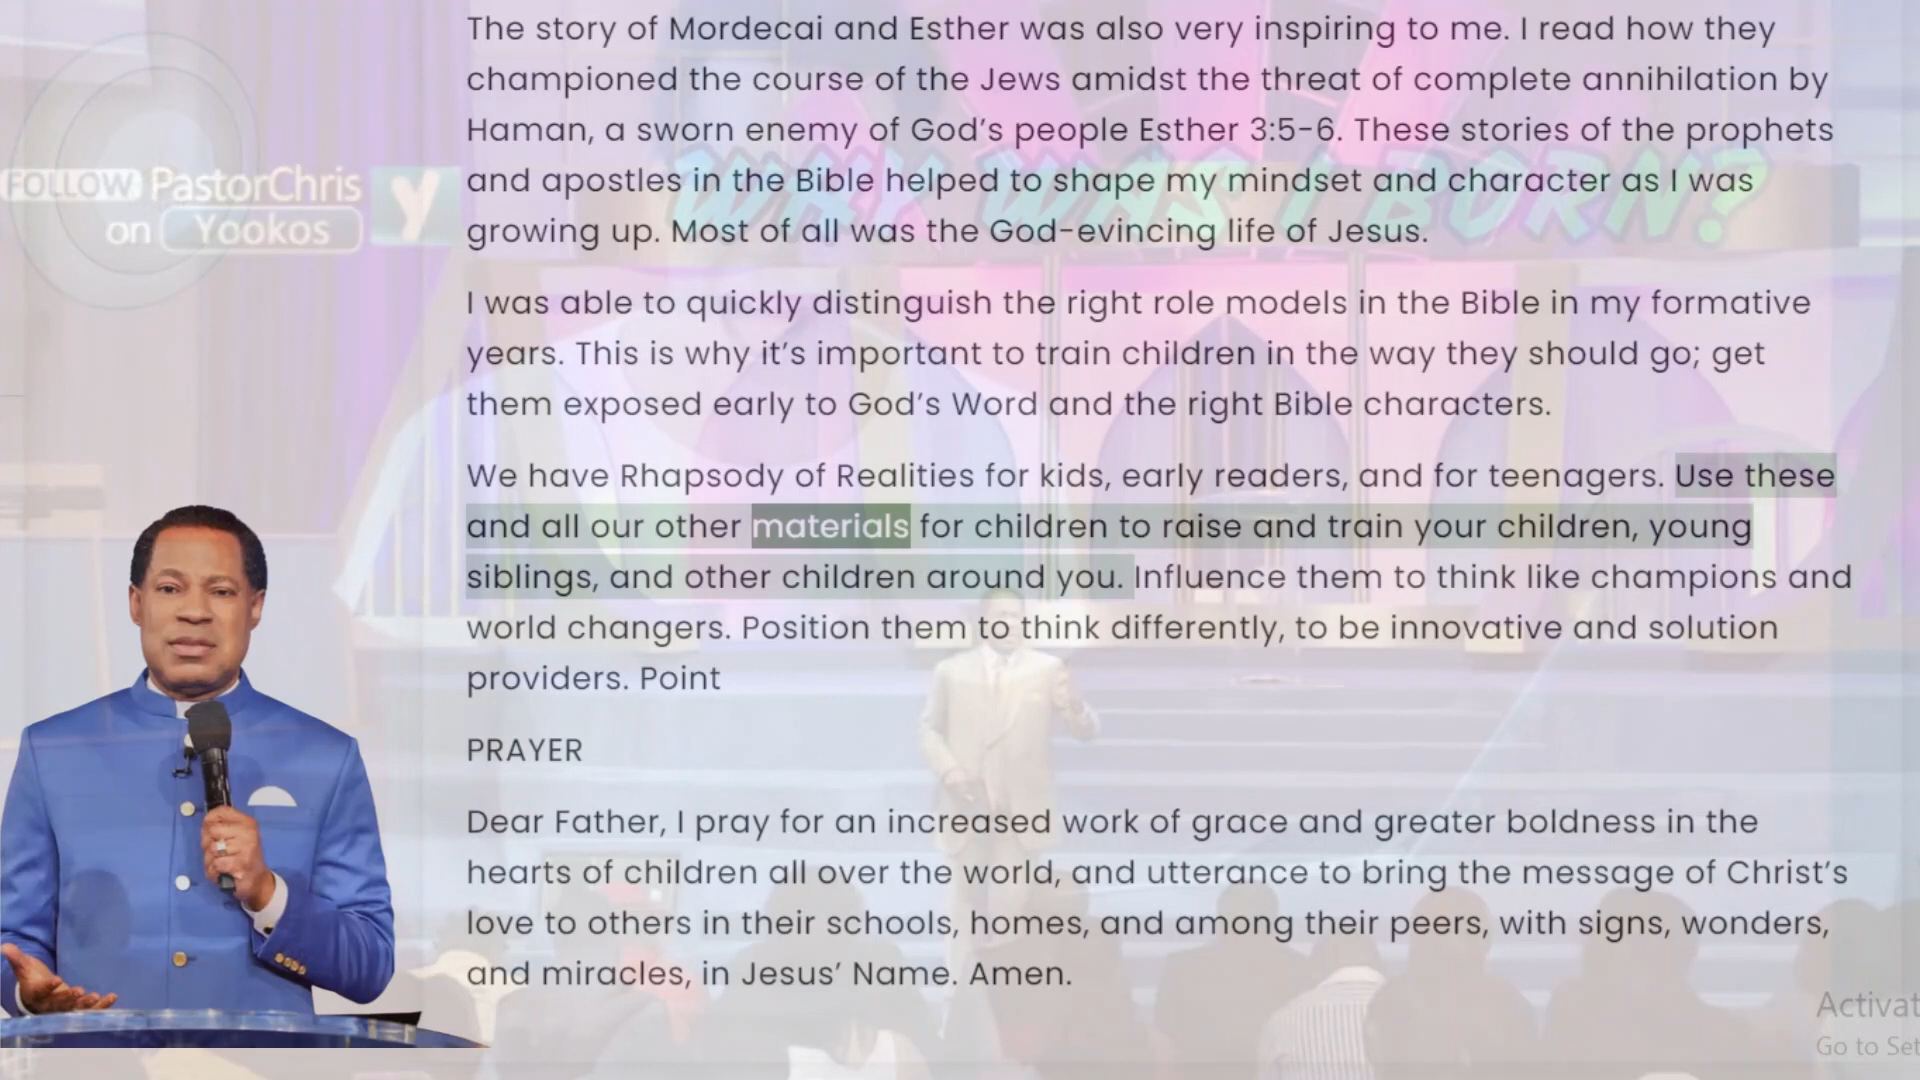 The story of Mordecai and Esther was also very inspiring to me. I read how they
championed the course of the Jews amidst the threat of complete annihilation by
Haman, a sworn enemy of God's people Esther 3:5-6. These stories of the prophets
and apostles in the Bible helped to shape my mindset and character as I was
growing up. Most of all was the God-evincing life of Jesus.
I was able to quickly distinguish the right role models in the Bible in my formative
years. This is why it's important to train children in the way they should go; get
them exposed early to God's Word and the right Bible characters.
We have Rhapsody of Realities for kids, early readers, and for teenagers. Use these
and all our other materials for children to raise and train your children, young
siblings, and other children around you. Influence them to think like champions and
world changers. Position them to think differently, to be innovative and solution
providers. Point
PRAYER
Dear Father, I pray for an increased work of grace and greater boldness in the
hearts of children all over the world, and utterance to bring the message of Christ's
love to others in their schools, homes, and among their peers, with signs, wonders,
and miracles, in Jesus' Name. Amen.
FOLLOW PastorChris
on Yookos
y
WHY WAS I BORN?
Activat
Go to Set